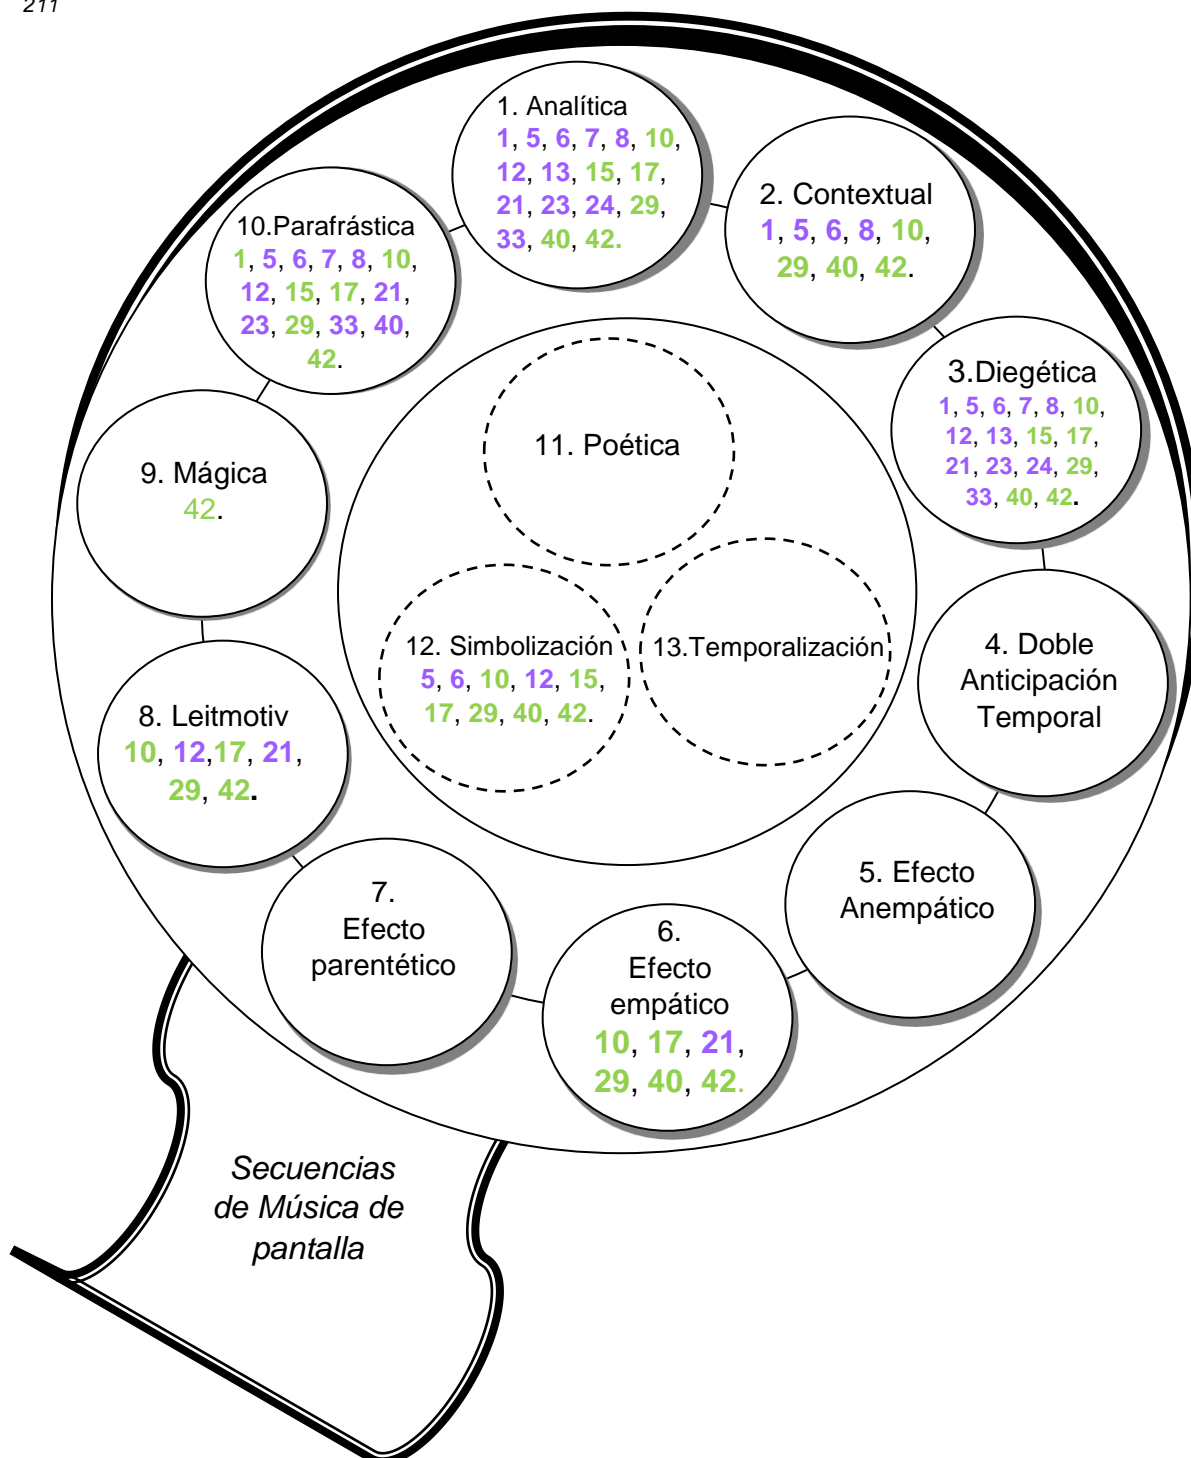 211
1. Analítica
1, 5, 6, 7, 8, 10,
12, 13, 15, 17,
21, 23, 24, 29,
33, 40, 42.
2. Contextual
1, 5, 6, 8, 10,
29, 40, 42.
3.Diegética
1, 5, 6, 7, 8, 10,
12, 13, 15, 17,
21, 23, 24, 29,
33, 40, 42.
4. Doble
Anticipación
Temporal
5. Efecto
Anempático
6.
Efecto
empático
10, 17, 21,
29, 40, 42.
7.
Efecto
parentético
8. Leitmotiv
10, 12,17, 21,
29, 42.
9. Mágica
42.
10.Parafrástica
1, 5, 6, 7, 8, 10,
12, 15, 17, 21,
23, 29, 33, 40,
42.
11. Poética
12. Simbolización
5, 6, 10, 12, 15,
17, 29, 40, 42.
13.Temporalización
Secuencias
de Música de
pantalla